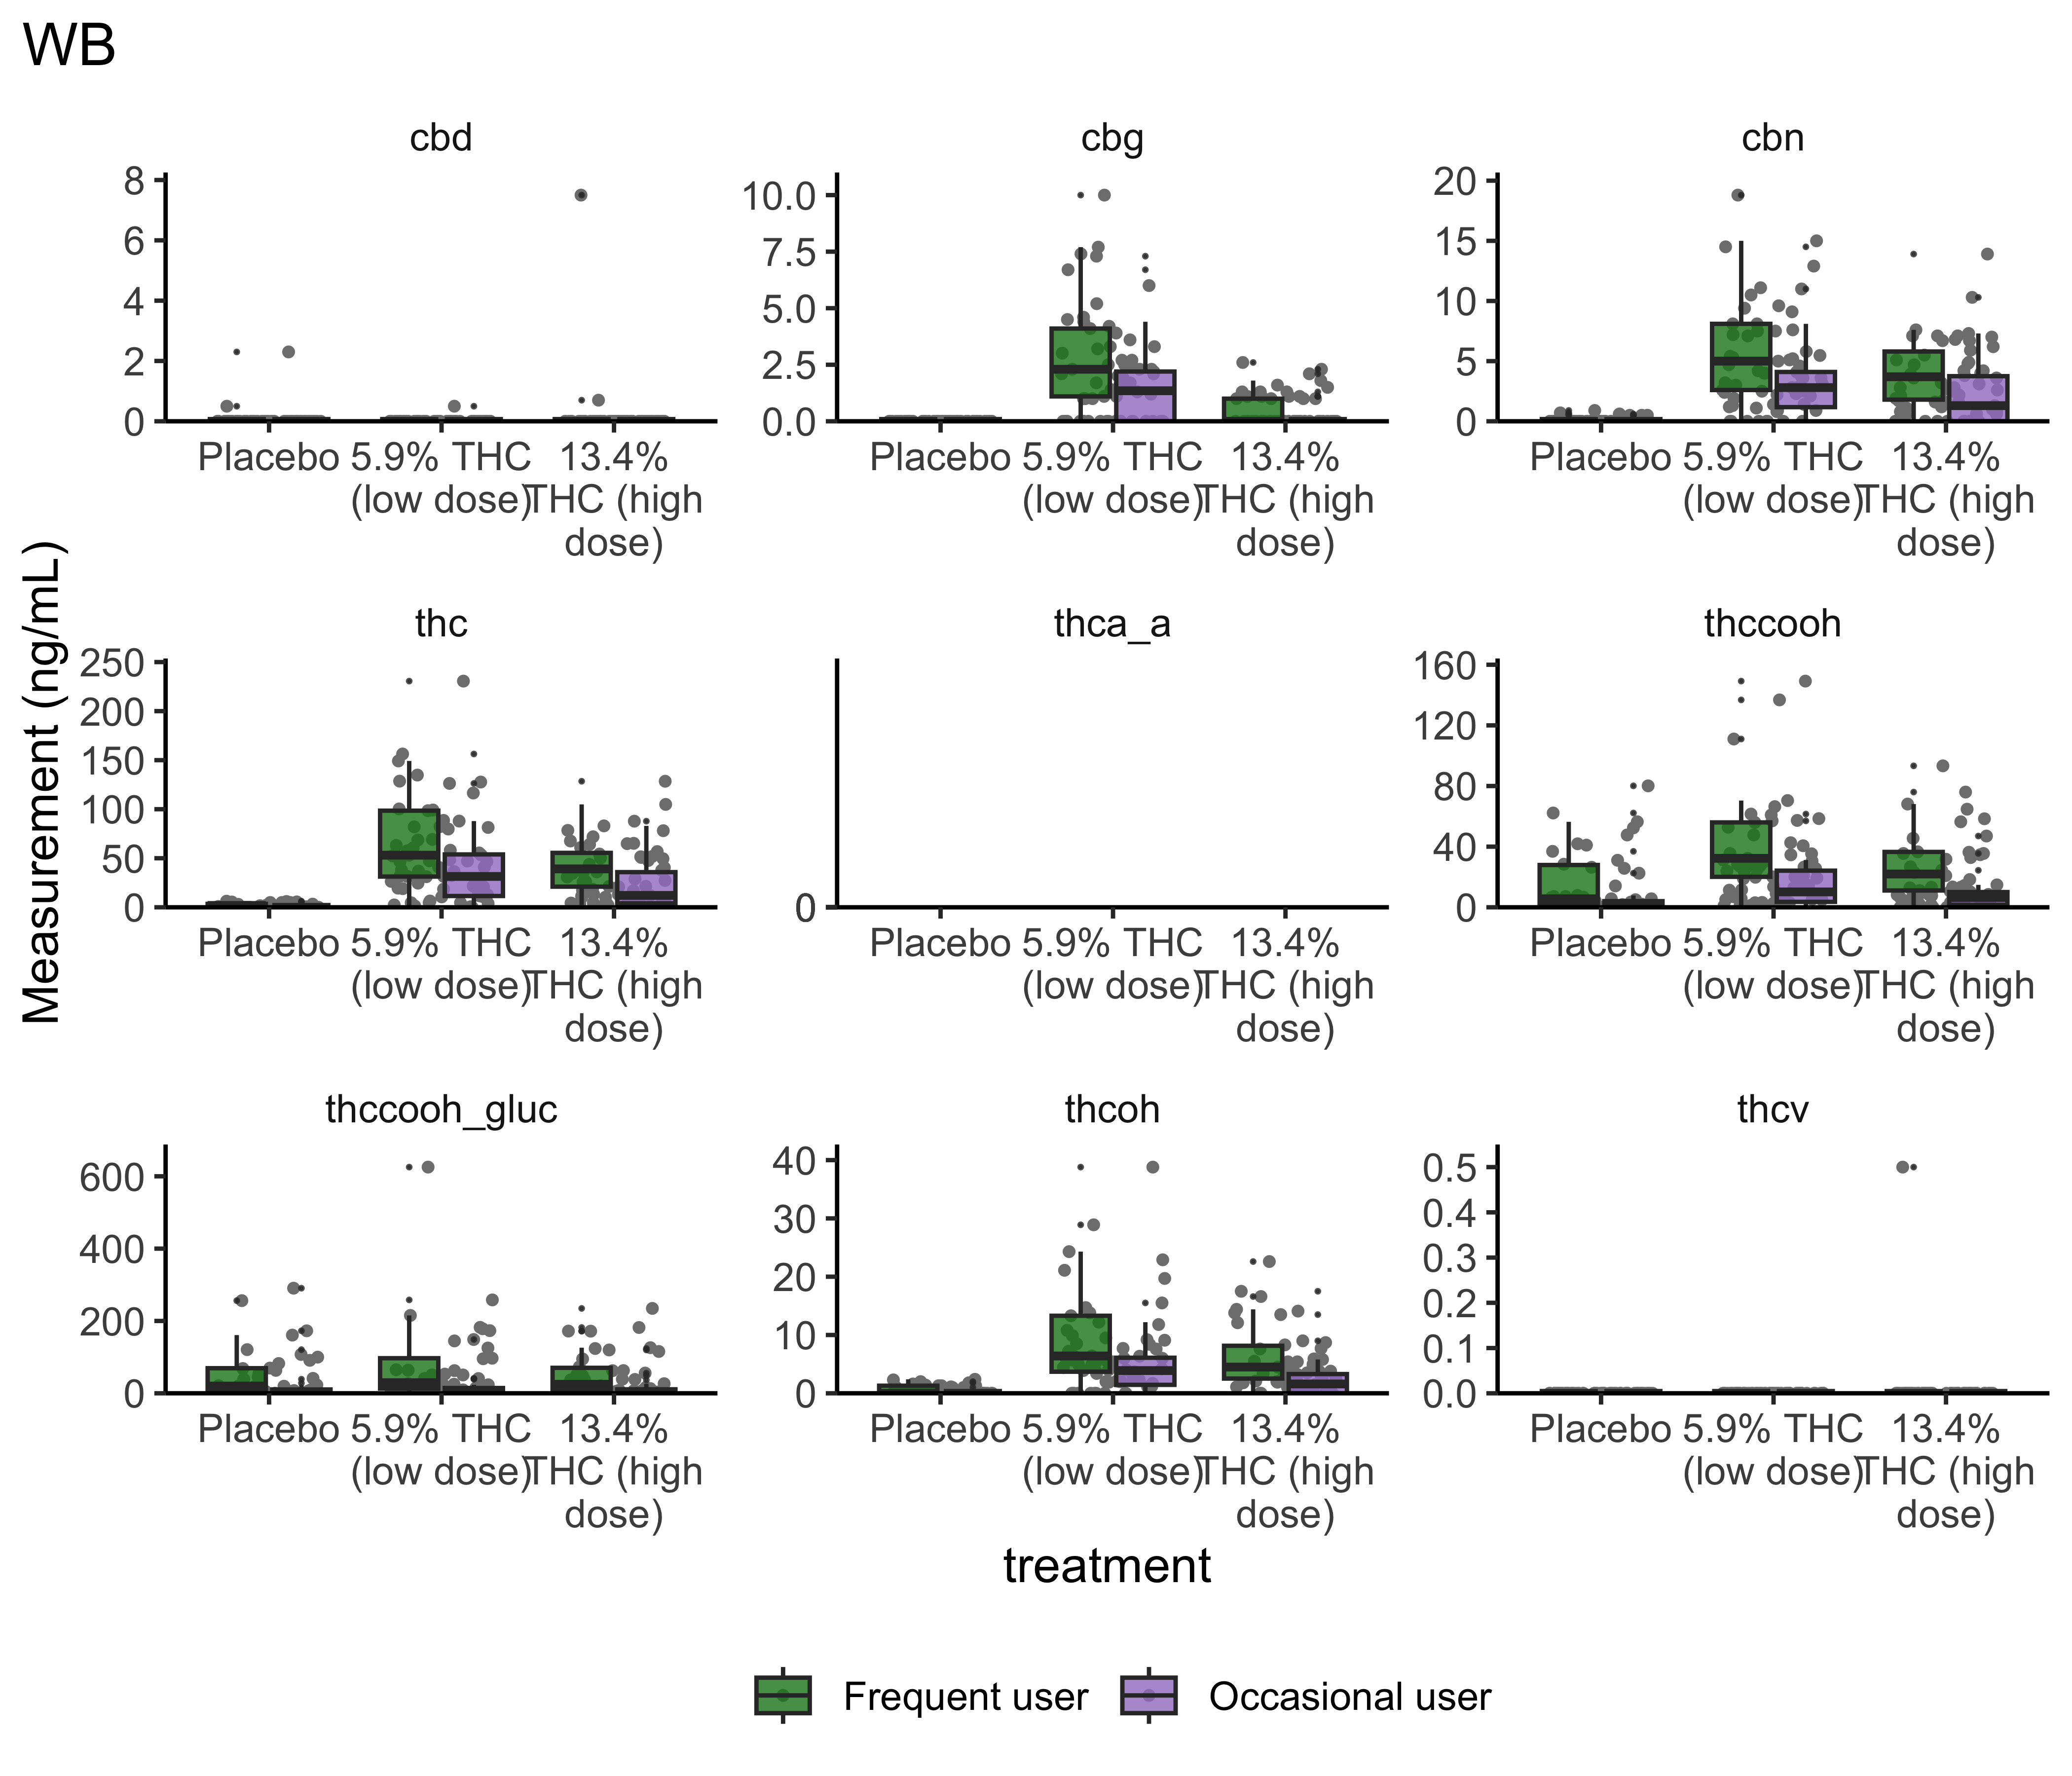 WB
cbd
8
6
4
2
0
Placebo
5.9% THC
(low dose)
13.4%
THC (high
dose)
cbg
10.0
7.5
5.0
2.5
0.0
Placebo
5.9% THC
(low dose)
13.4%
THC (high
dose)
cbn
20
15
10
5
0
Placebo
5.9% THC
(low dose)
13.4%
THC (high
dose)
Measurement (ng/mL)
thc
250
200
150
100
50
0
Placebo
5.9% THC
(low dose)
13.4%
THC (high
dose)
thca_a
0
Placebo
5.9% THC
(low dose)
13.4%
THC (high
dose)
thccooh
160
120
80
40
0
Placebo
5.9% THC
(low dose)
13.4%
THC (high
dose)
thccooh_gluc
600
400
200
0
Placebo
5.9% THC
(low dose)
13.4%
THC (high
dose)
thcoh
40
30
20
10
0
Placebo
5.9% THC
(low dose)
13.4%
THC (high
dose)
thcv
0.5
0.4
0.3
0.2
0.1
0.0
Placebo
5.9% THC
(low dose)
13.4%
THC (high
dose)
treatment
Frequent user
Occasional user